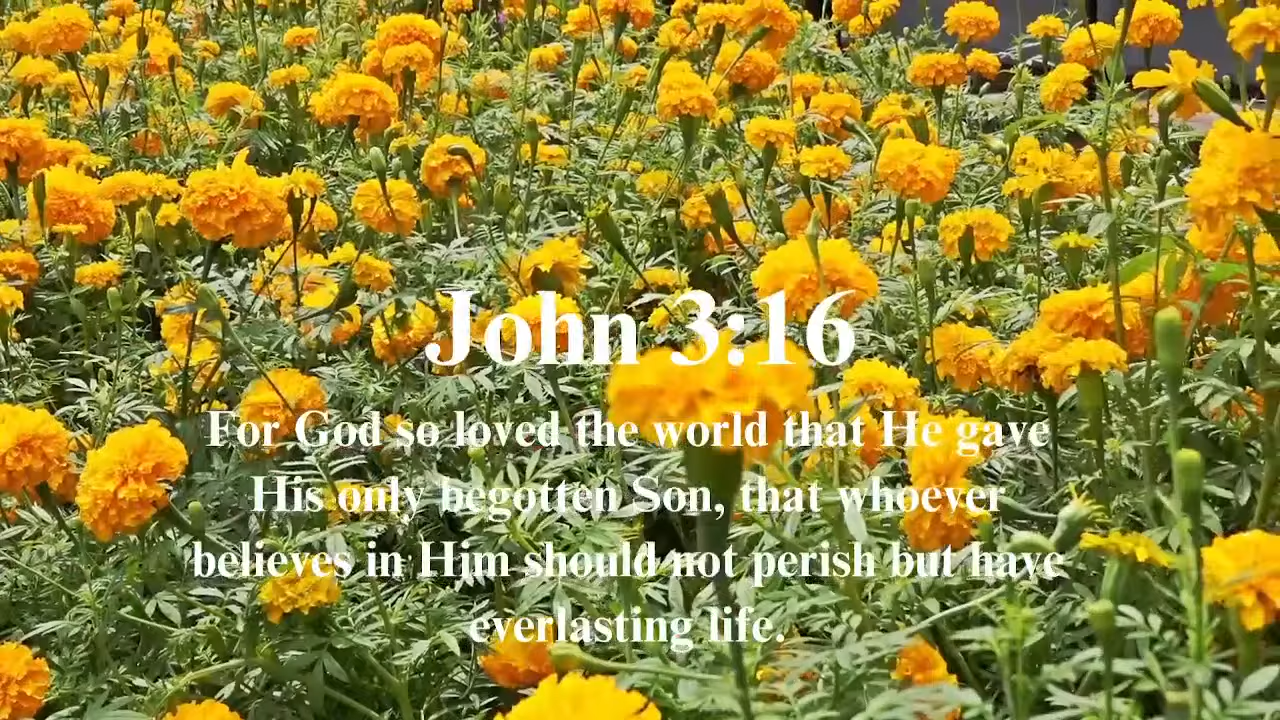 John 3:16
For God so loved the world that He gave
His only begotten Son, that whoever
believes in Him should not perish but have
everlasting life.